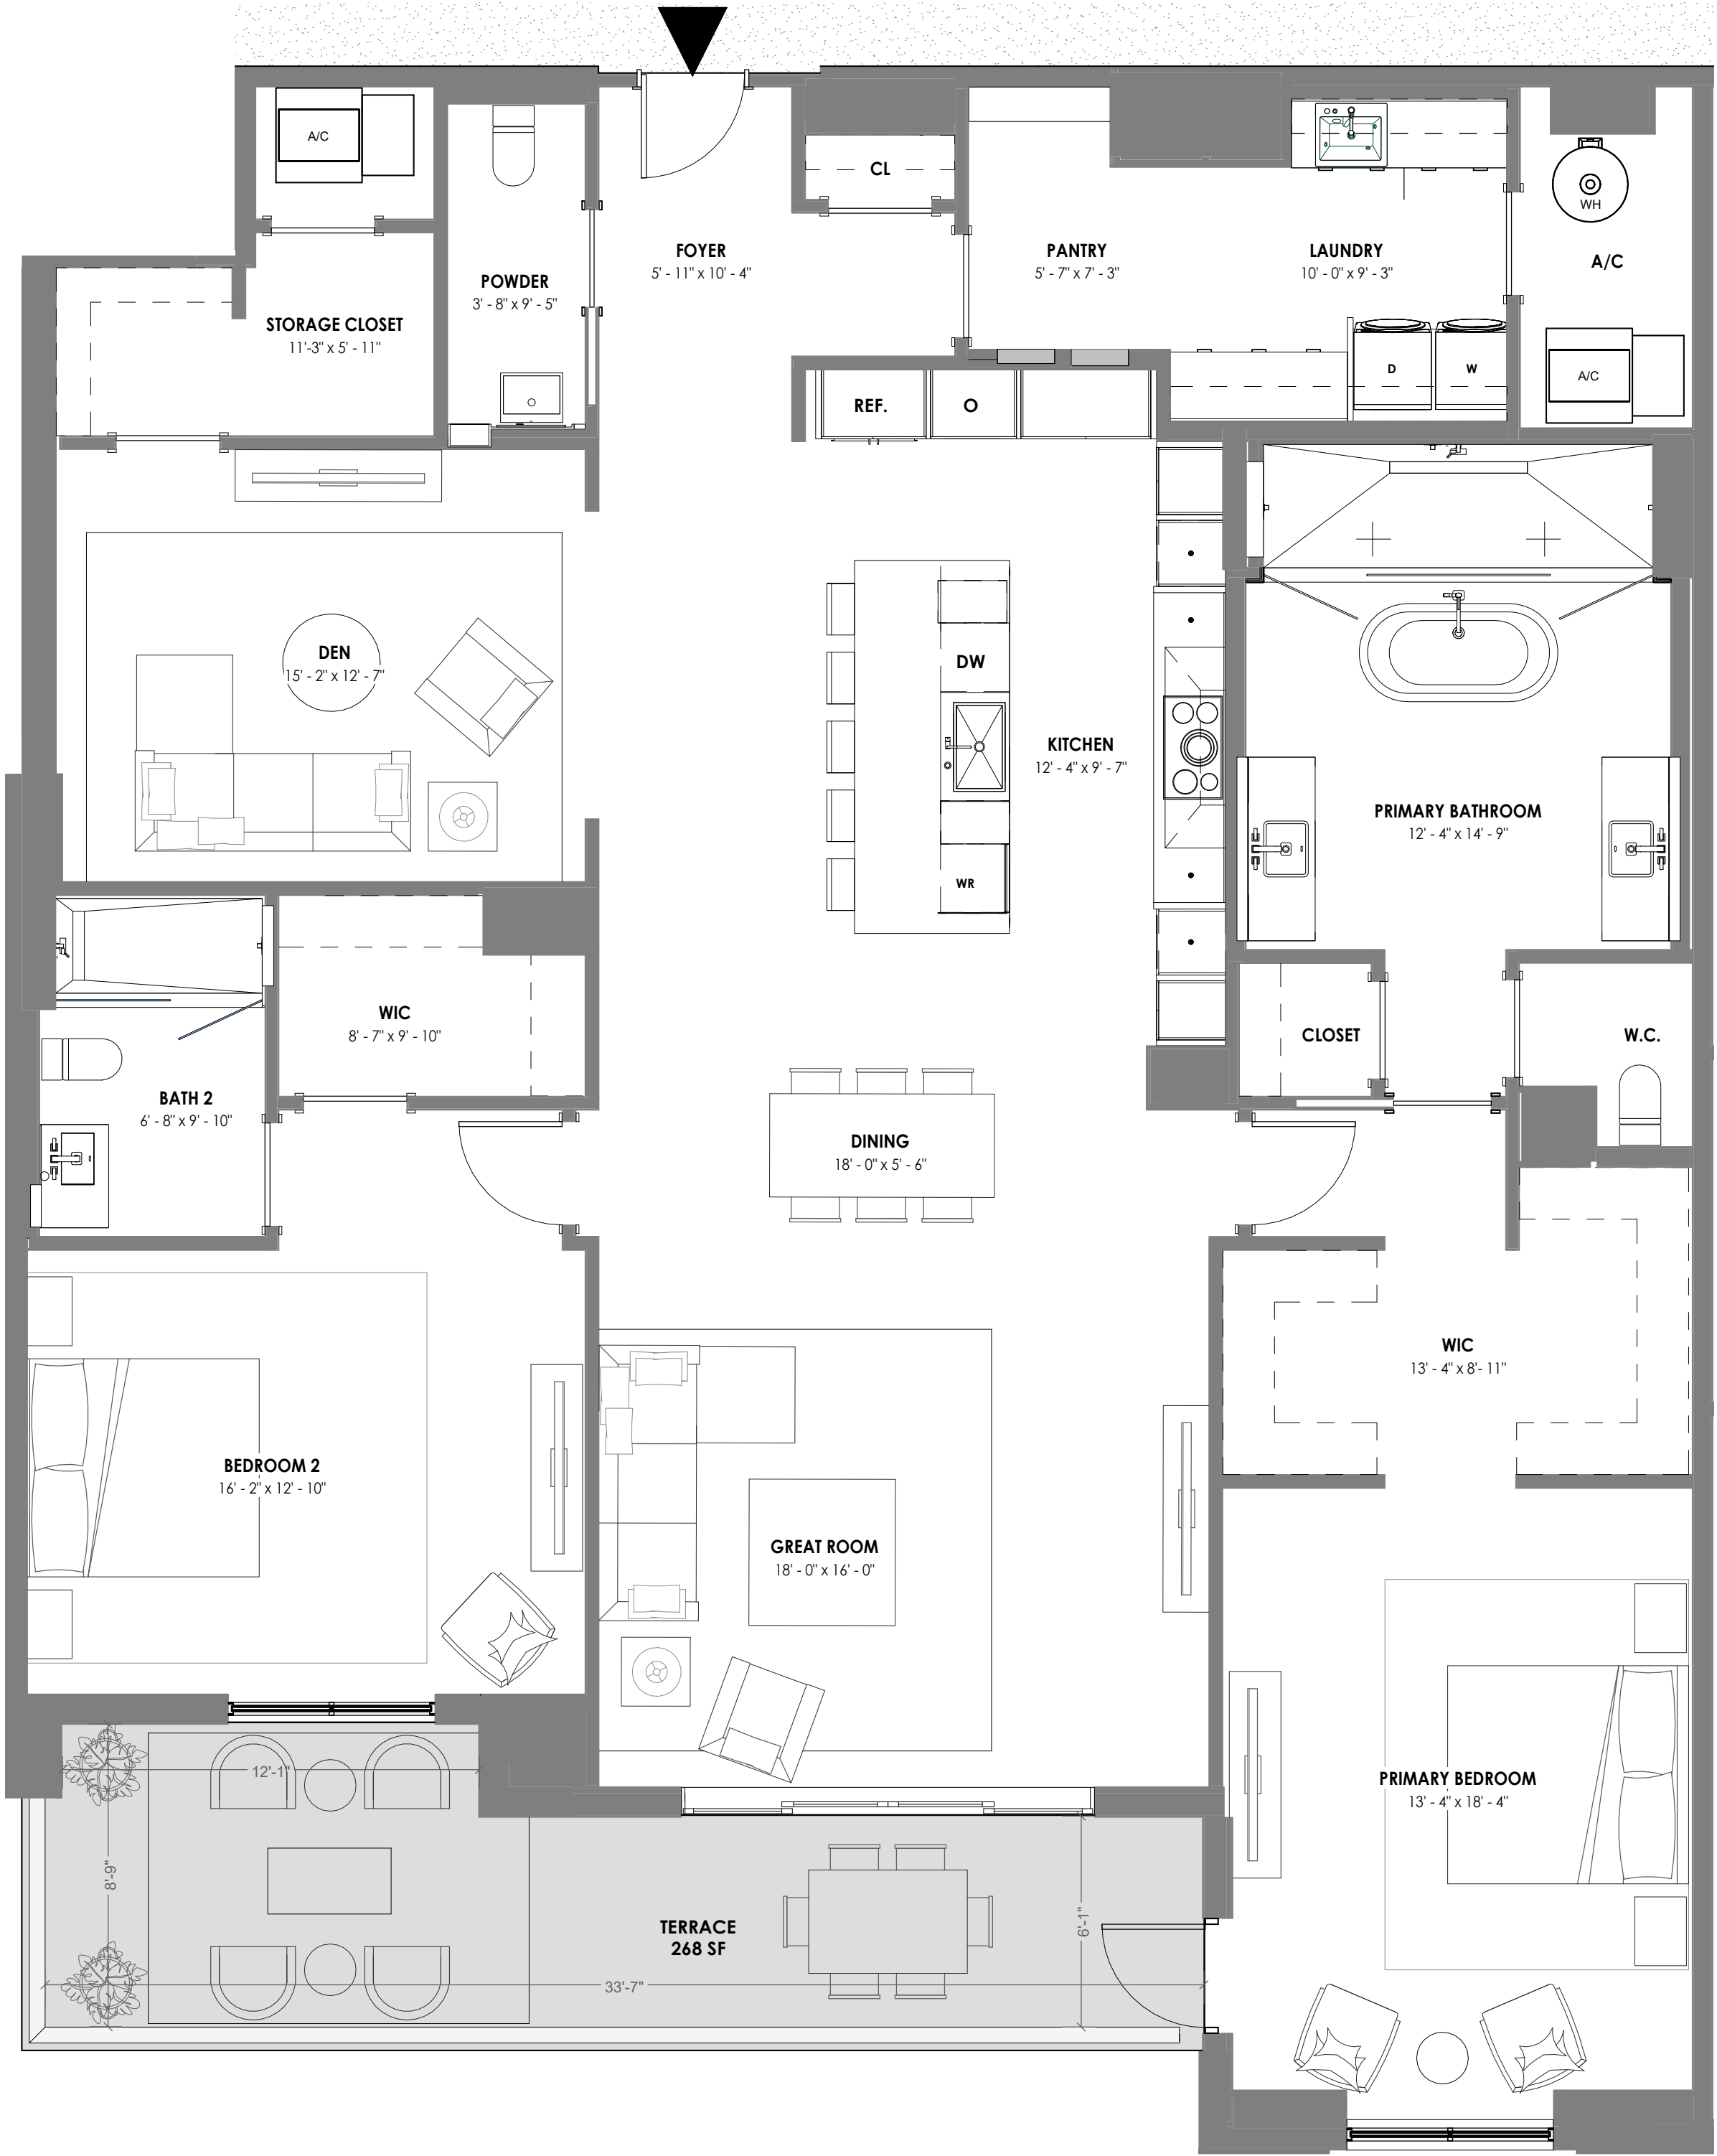 A/C
CL
WH
FOYER
5' - 11" x 10' - 4"
PANTRY
5' - 7" x 7' - 3"
LAUNDRY
10' - 0" x 9' - 3"
A/C
POWDER
3' - 8" x 9' - 5"
STORAGE CLOSET
11'-3" x 5' - 11"
D
W
A/C
REF.
O
DEN
15' - 2" x 12' - 7"
DW
KITCHEN
12' - 4" x 9' - 7"
PRIMARY BATHROOM
12' - 4" x 14' - 9"
WR
WIC
8' - 7" x 9' - 10"
CLOSET
W.C.
BATH 2
6' - 8" x 9' - 10"
DINING
18' - 0" x 5' - 6"
WIC
13' - 4" x 8'- 11"
BEDROOM 2
16' - 2" x 12' - 10"
GREAT ROOM
18' - 0" x 16' - 0"
PRIMARY BEDROOM
13' - 4" x 18' - 4"
12'-1"
8'-9"
TERRACE
268 SF
6'-1"
33'-7"